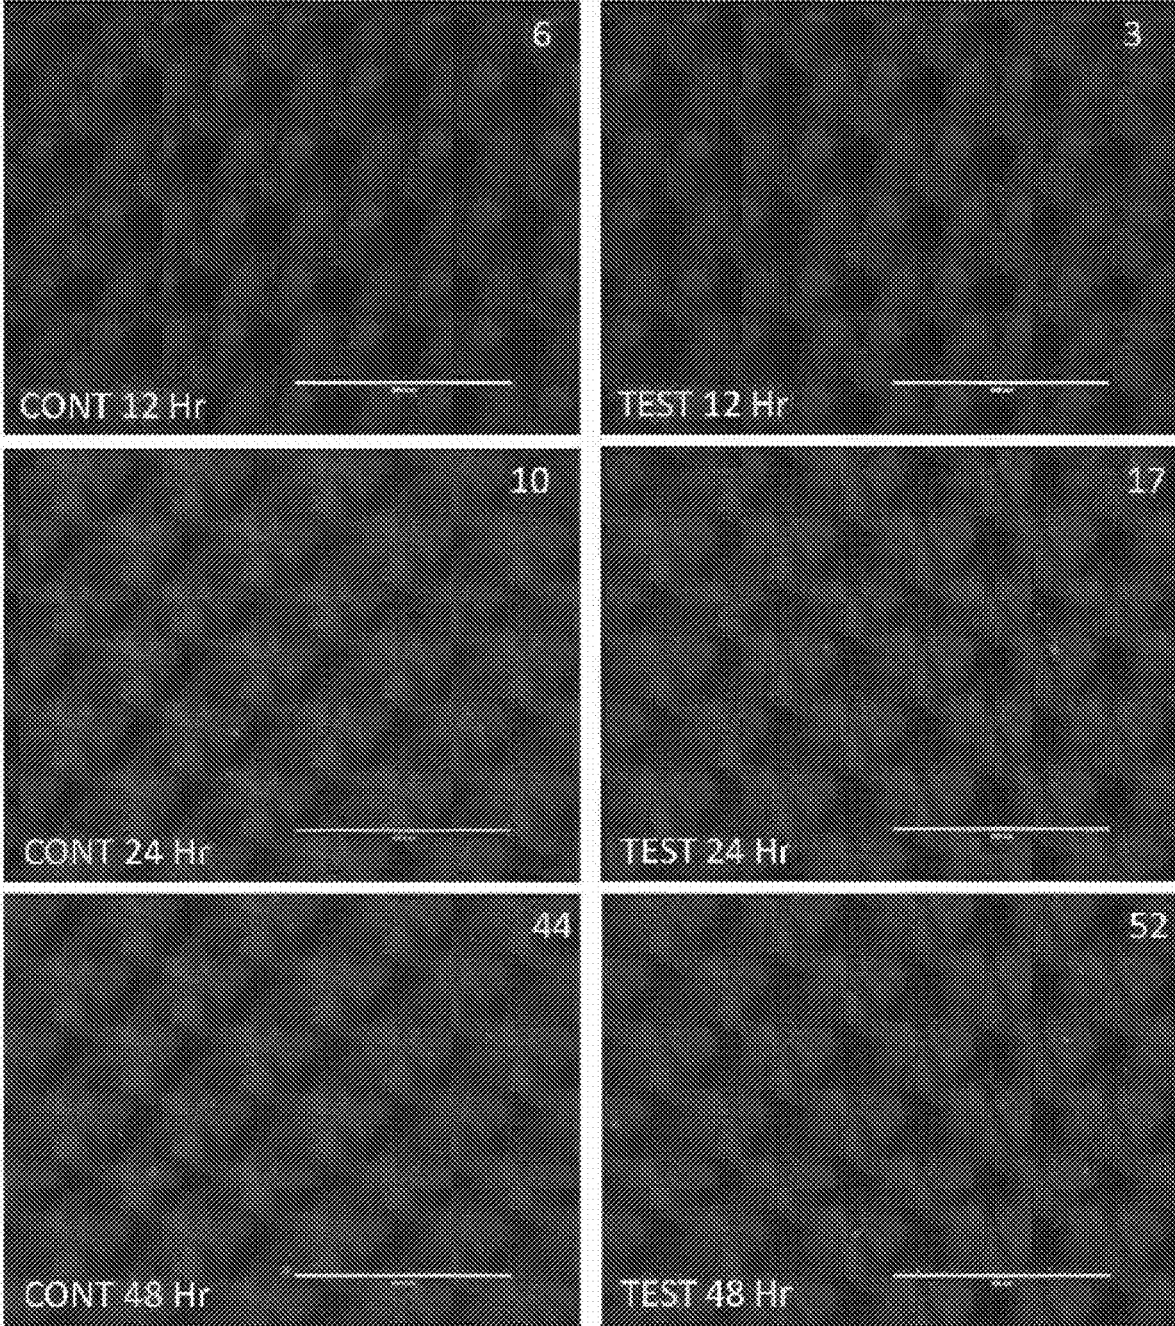 6
CONT 12 Hr
3
TEST 12 Hr
10
CONT 24 Hr
17
TEST 24 Hr
44
CONT 48 Hr
52
TEST 48 Hr